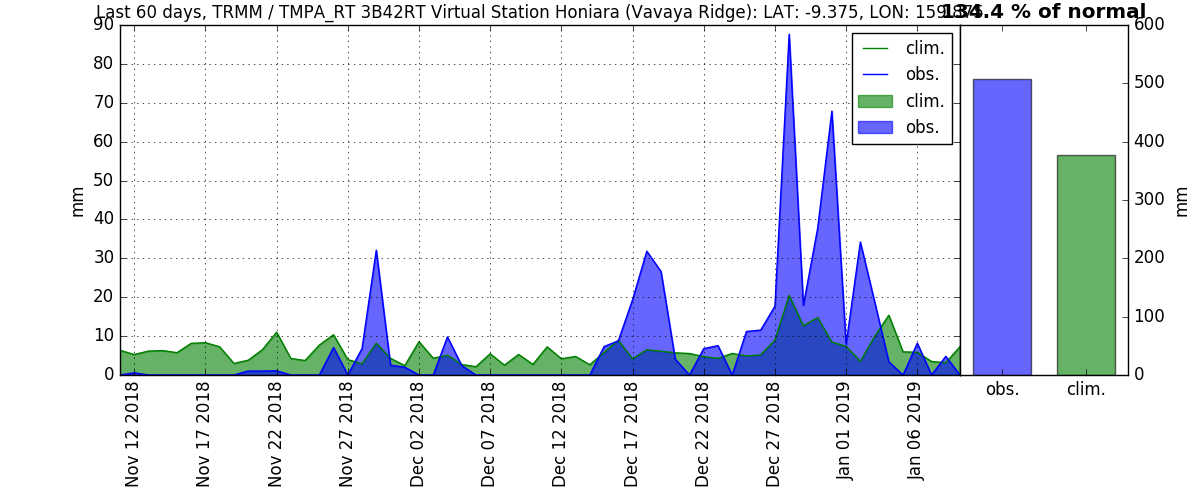 Last 60 days, TRMM / TMPA_RT 3B42RT Virtual Station Honiara (Vavaya Ridge): LAT: -9.375, LON: 159.875
134.4 % of normal
90
80
70
60
50
40
30
20
10
0
mm
clim.
obs.
clim.
obs.
Nov 12 2018
Nov 17 2018
Nov 22 2018
Nov 27 2018
Dec 02 2018
Dec 07 2018
Dec 12 2018
Dec 17 2018
Dec 22 2018
Dec 27 2018
Jan 01 2019
Jan 06 2019
600
500
400
300
200
100
0
mm
obs.
clim.